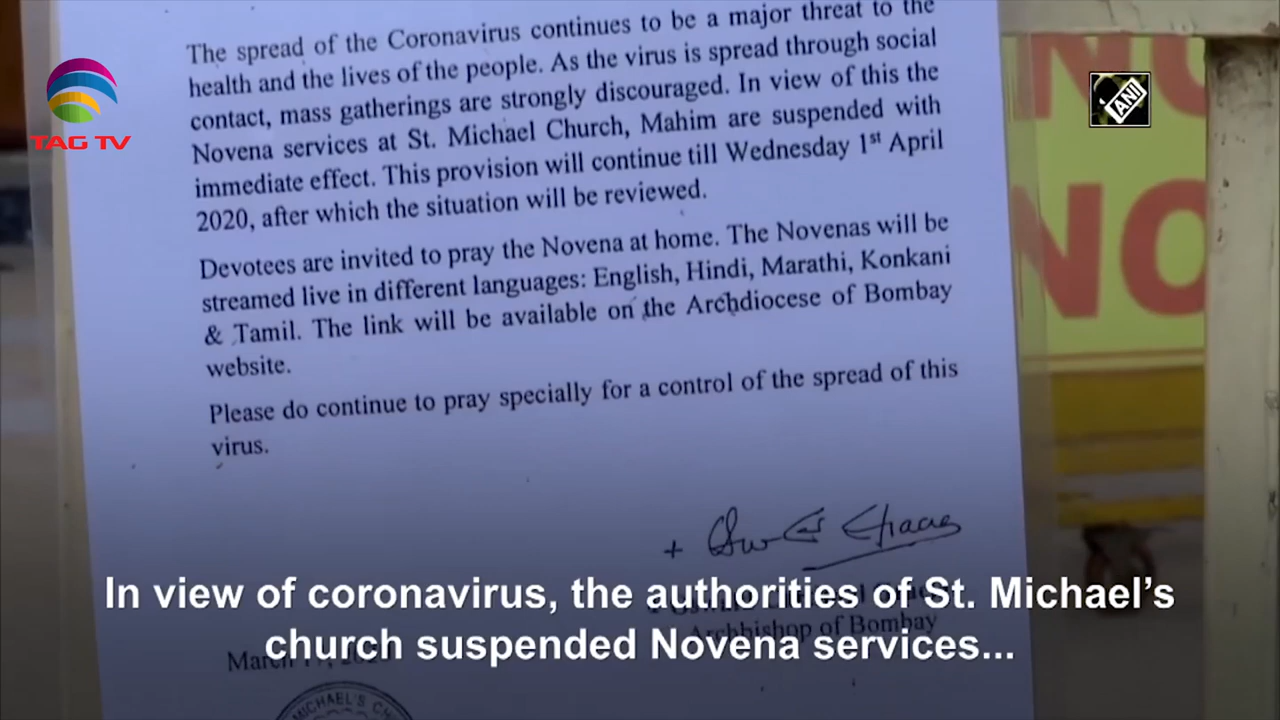 The spread of the Coronavirus continues to be a major threat to the
health and the lives of the people. As the virus is spread through social
contact, mass gatherings are strongly discouraged. In view of this the
Novena services at St. Michael Church, Mahim are suspended with
immediate effect. This provision will continue till Wednesday 1st April
2020, after which the situation will be reviewed.
Devotees are invited to pray the Novena at home. The Novenas will be
streamed live in different languages: English, Hindi, Marathi, Konkani
& Tamil. The link will be available on the Archdiocese of Bombay
website.
Please do continue to pray specially for a control of the spread of this
virus.
Archbishop of Bombay
March
MICHAEL'S
TAG TV
ANI
NO
NO
In view of coronavirus, the authorities of St. Michael’s
church suspended Novena services...